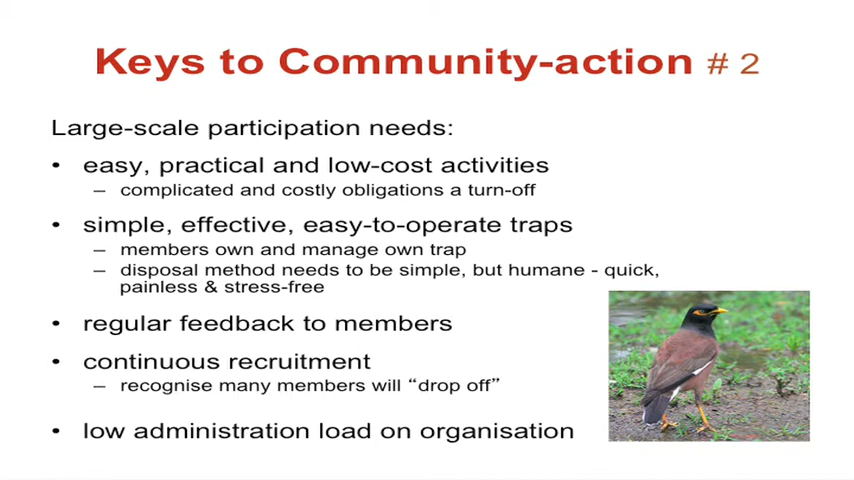 Keys to Community-action # 2
Large-scale participation needs:
• easy, practical and low-cost activities
– complicated and costly obligations a turn-off
• simple, effective, easy-to-operate traps
– members own and manage own trap
– disposal method needs to be simple, but humane - quick,
painless & stress-free
• regular feedback to members
• continuous recruitment
– recognise many members will “drop off”
• low administration load on organisation